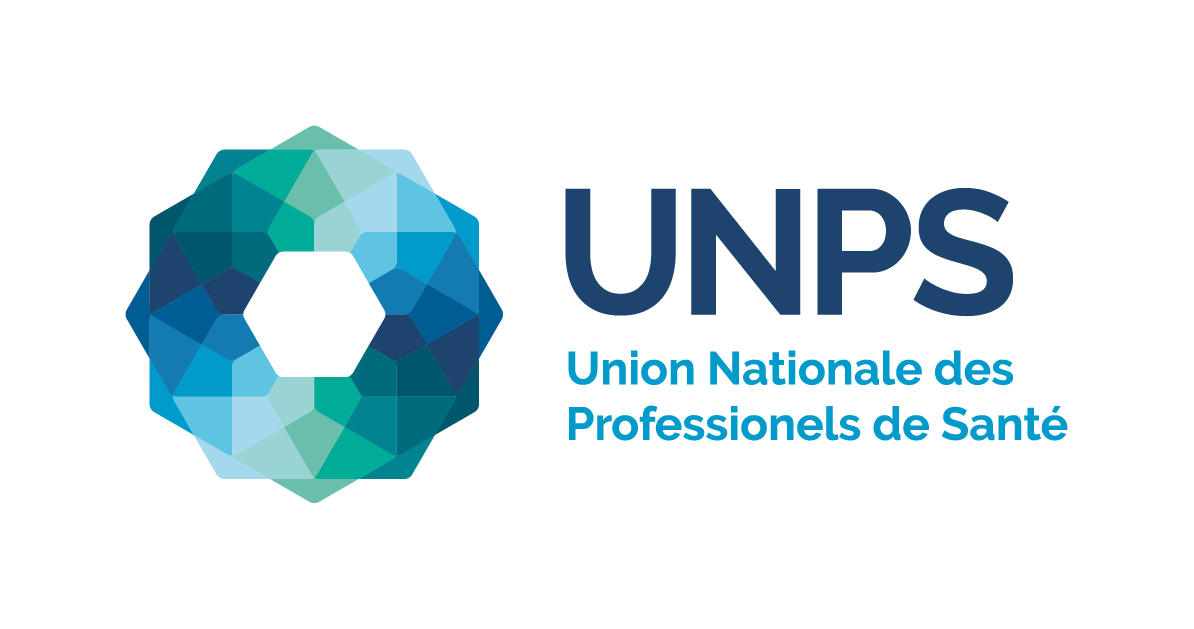 UNPS
Union Nationale des
Professionels de Santé